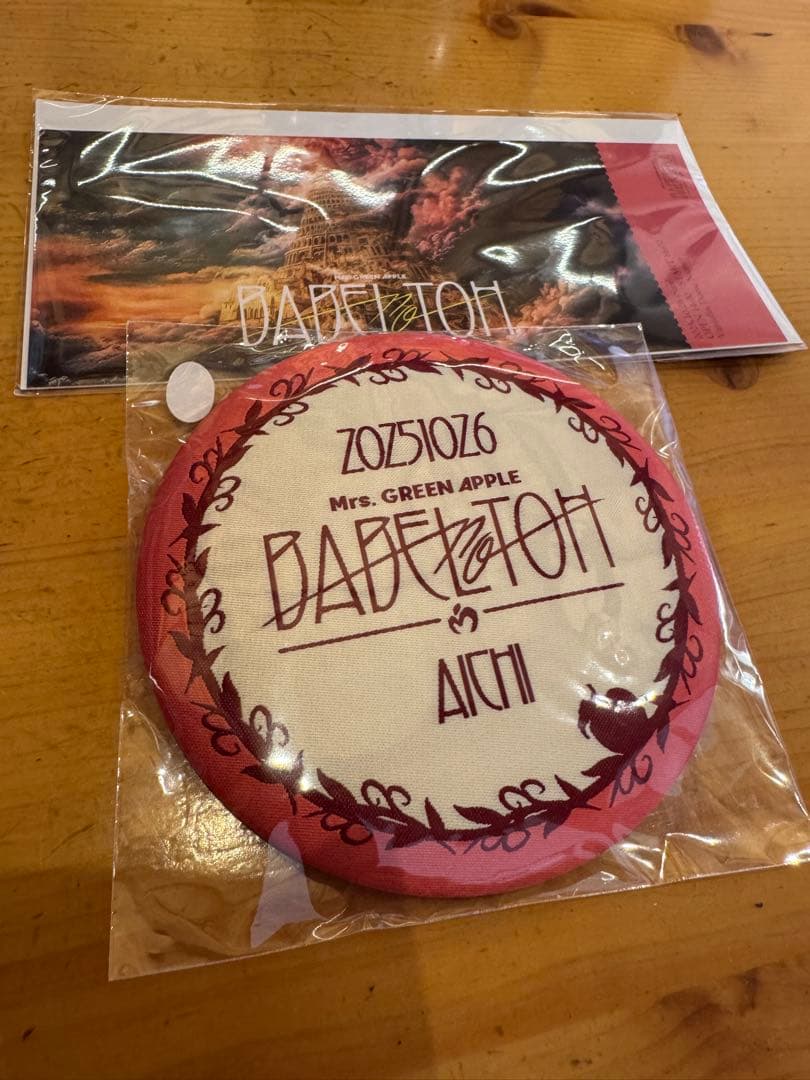 Mrs. GREEN APPLE
BABEL no TOH
20251026
Mrs. GREEN APPLE
BABEL no TOH
AICHI